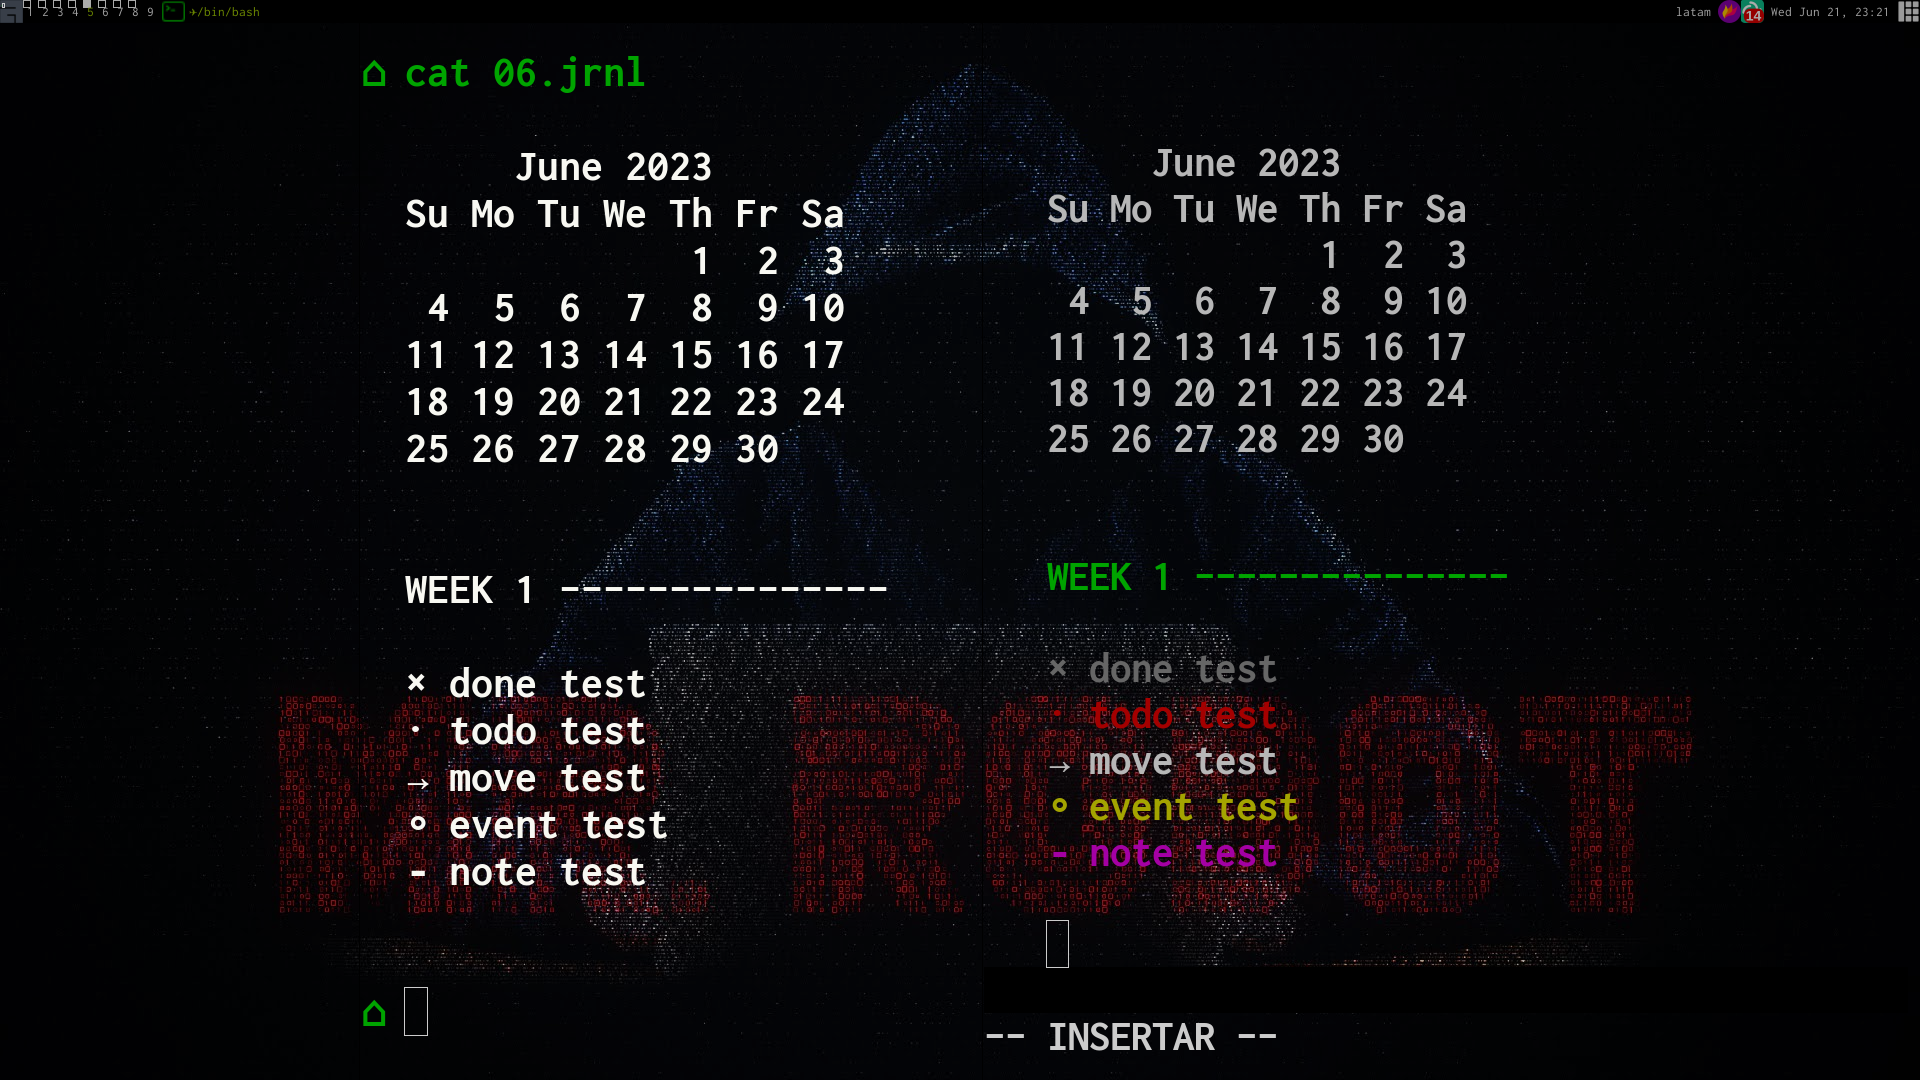 1 2 3 4 5 6 7 8 9 ✈/bin/bash latam 14 Wed Jun 21, 23:21
⌂ cat 06.jrnl
June 2023
Su Mo Tu We Th Fr Sa
1 2 3
4 5 6 7 8 9 10
11 12 13 14 15 16 17
18 19 20 21 22 23 24
25 26 27 28 29 30
WEEK 1 ---------------
× done test
· todo test
→ move test
∘ event test
- note test
⌂
June 2023
Su Mo Tu We Th Fr Sa
1 2 3
4 5 6 7 8 9 10
11 12 13 14 15 16 17
18 19 20 21 22 23 24
25 26 27 28 29 30
WEEK 1 ---------------
× done test
· todo test
→ move test
∘ event test
- note test
-- INSERTAR --
MR ROBOT